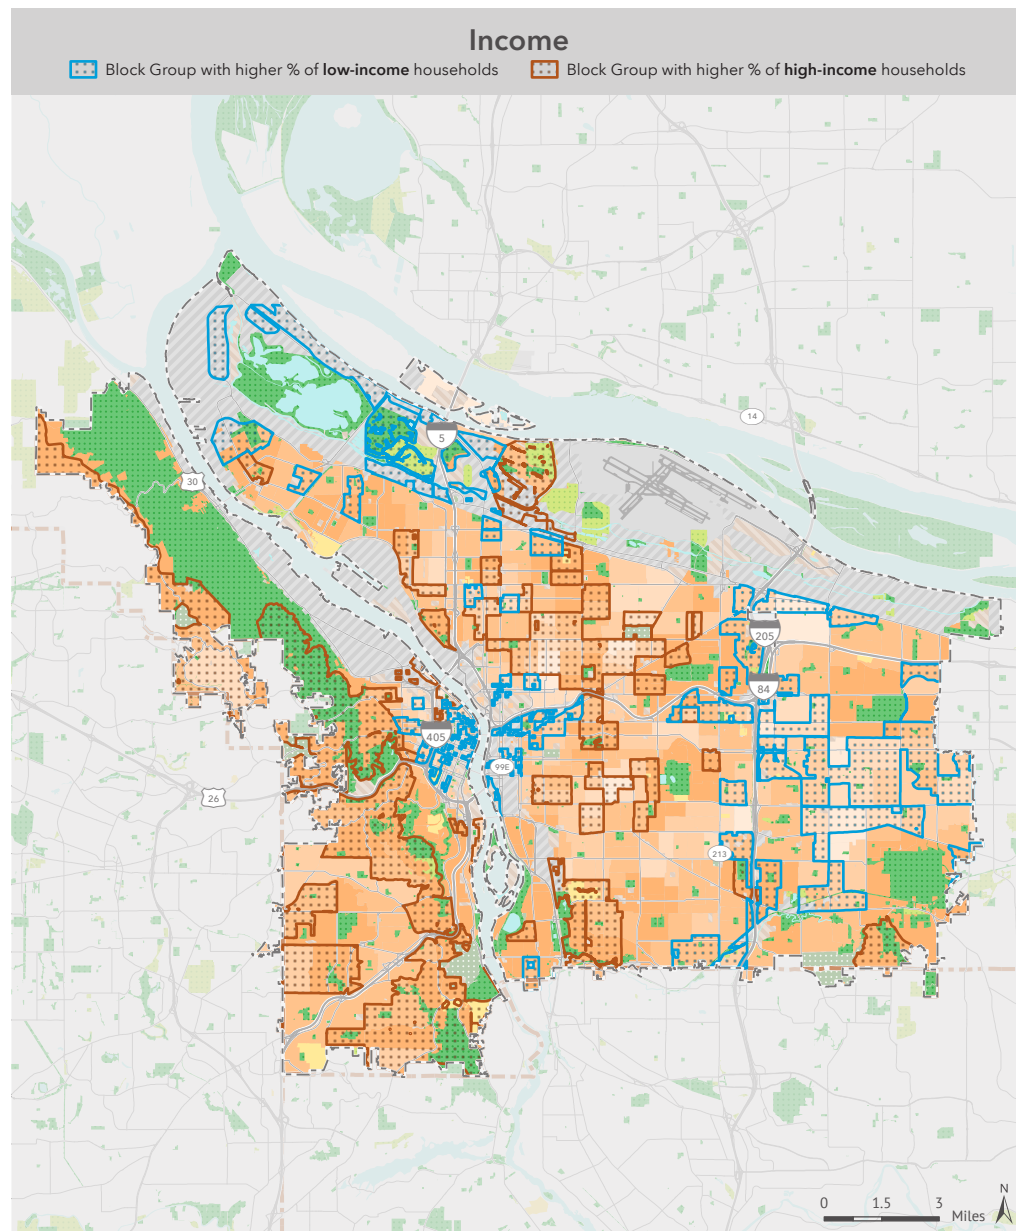 Income
Block Group with higher % of low-income households
Block Group with higher % of high-income households
14
5
30
205
84
405
99E
26
213
N
0 1.5 3
Miles